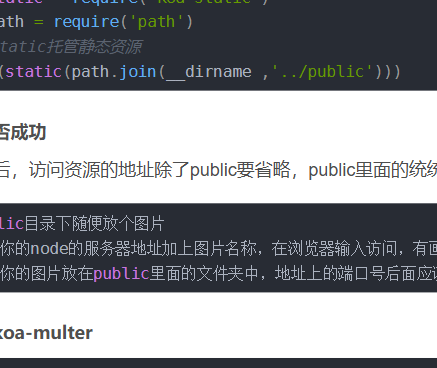 static = require('koa-static')
ath = require('path')
tatic托管静态资源
(static(path.join(__dirname ,'../public')))
否成功
后，访问资源的地址除了public要省略，public里面的统统
lic目录下随便放个图片
你的node的服务器地址加上图片名称，在浏览器输入访问，有画
你的图片放在public里面的文件夹中，地址上的端口号后面应该
koa-multer